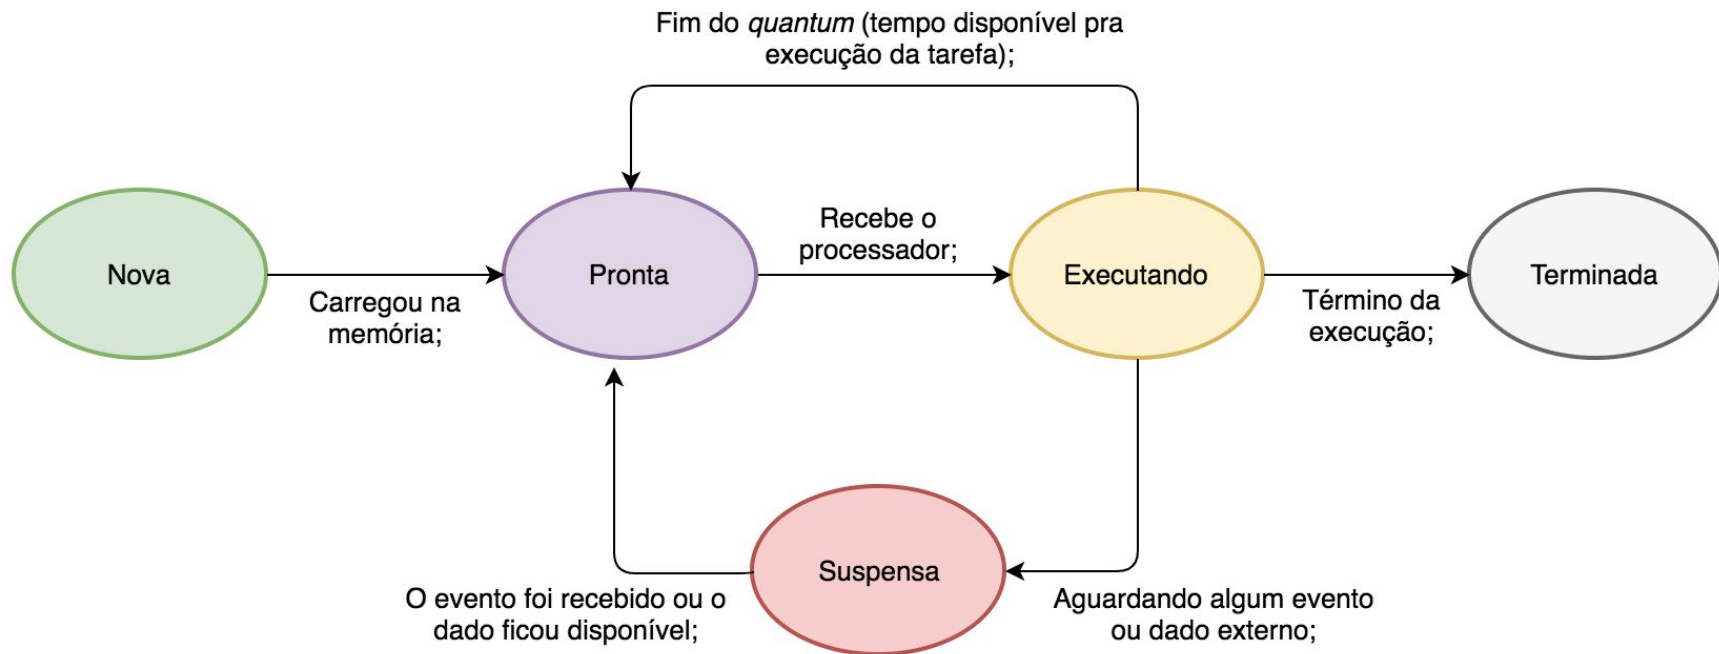 Fim do quantum (tempo disponível pra
execução da tarefa);
Nova
Carregou na
memória;
Pronta
Recebe o
processador;
Executando
Término da
execução;
Terminada
O evento foi recebido ou o
dado ficou disponível;
Suspensa
Aguardando algum evento
ou dado externo;